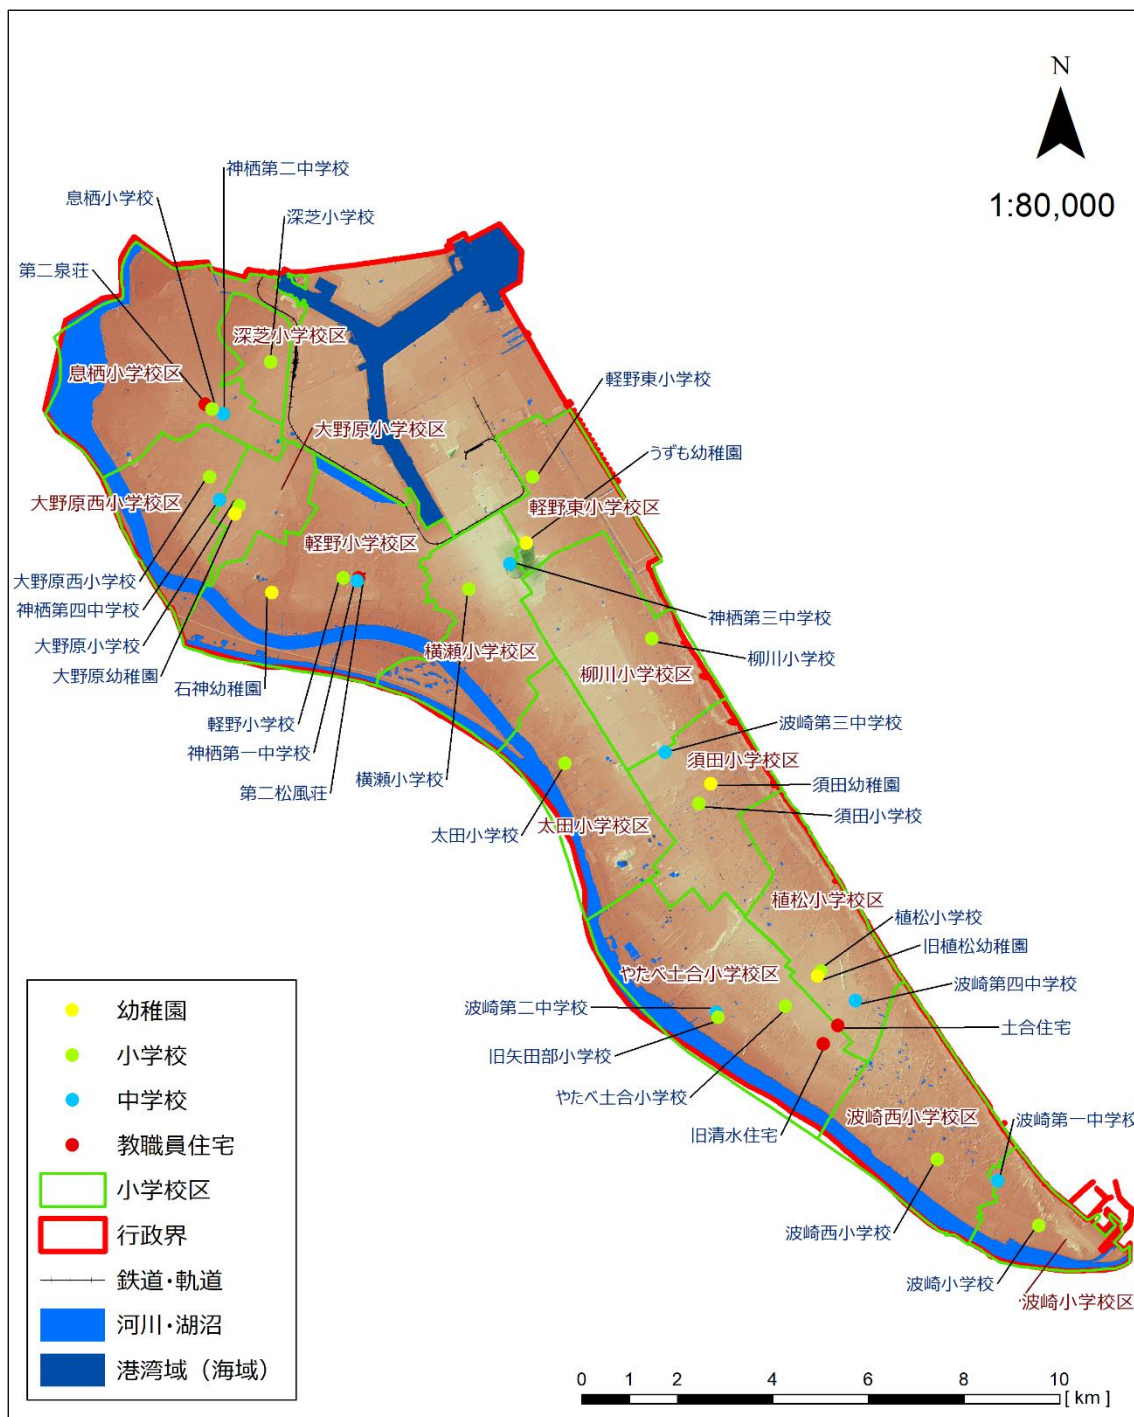 N
1:80,000
神栖第二中学校
息栖小学校
深芝小学校
第二泉荘
深芝小学校区
息栖小学校区
軽野東小学校
大野原小学校区
うずも幼稚園
大野原西小学校区
軽野東小学校区
軽野小学校区
大野原西小学校
神栖第四中学校
神栖第三中学校
大野原小学校
横瀬小学校区
柳川小学校
大野原幼稚園
石神幼稚園
柳川小学校区
軽野小学校
波崎第三中学校
神栖第一中学校
須田小学校区
横瀬小学校
須田幼稚園
第二松風荘
須田小学校
太田小学校
太田小学校区
植松小学校区
植松小学校
旧植松幼稚園
やたべ土合小学校区
波崎第四中学校
波崎第二中学校
土合住宅
旧矢田部小学校
やたべ土合小学校
波崎西小学校区
波崎第一中学校
旧清水住宅
波崎西小学校
波崎小学校
波崎小学校区
幼稚園
小学校
中学校
教職員住宅
小学校区
行政界
鉄道・軌道
河川・湖沼
港湾域（海域）
0 1 2 4 6 8 10
[ km ]